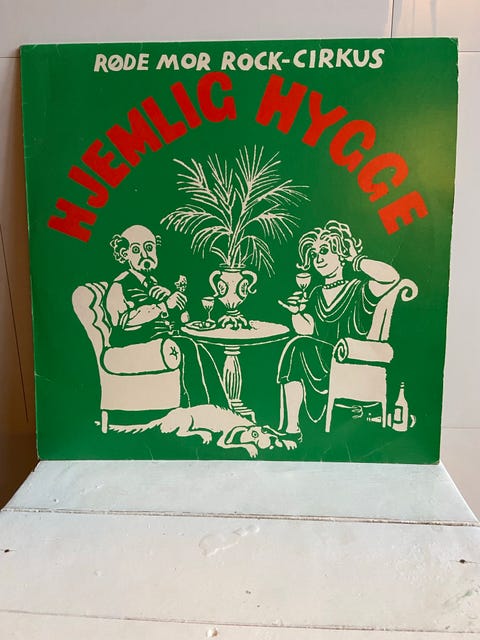 RØDE MOR ROCK-CIRKUS
HJEMLIG HYGGE